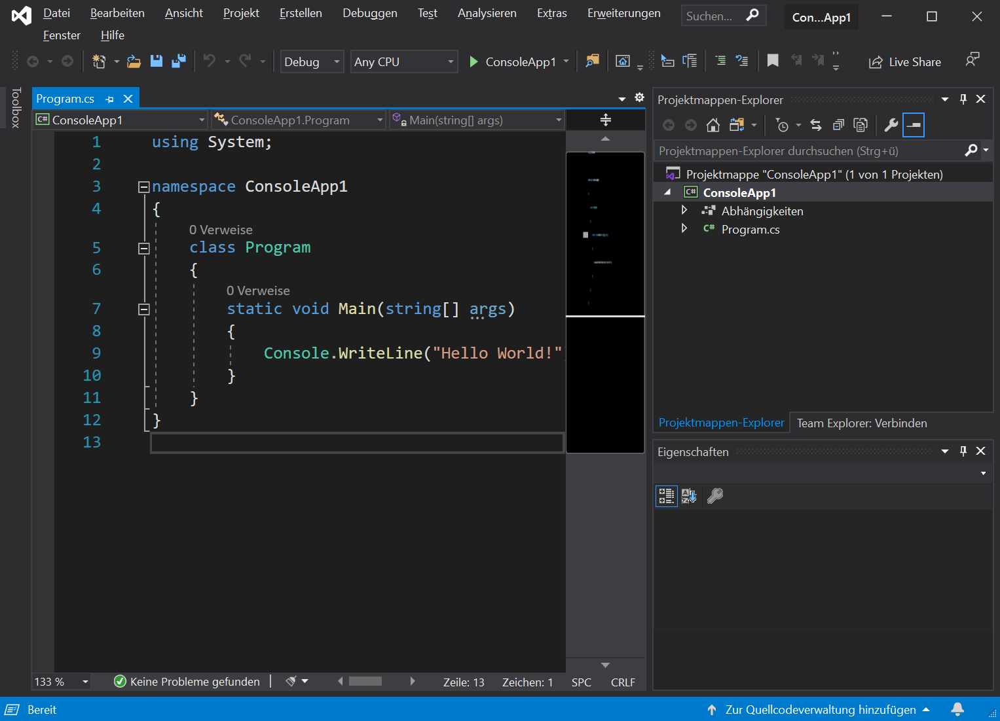 Datei Bearbeiten Ansicht Projekt Erstellen Debuggen Test Analysieren Extras Erweiterungen Suchen... Con...App1
Fenster Hilfe
Debug Any CPU ConsoleApp1 Live Share
Toolbox
Program.cs
ConsoleApp1 ConsoleApp1.Program Main(string[] args)
1 using System;
2
3 namespace ConsoleApp1
4 {
0 Verweise
5 class Program
6 {
0 Verweise
7 static void Main(string[] args)
8 {
9 Console.WriteLine("Hello World!"
10 }
11 }
12 }
13
133 % Keine Probleme gefunden Zeile: 13 Zeichen: 1 SPC CRLF
Projektmappen-Explorer
Projektmappen-Explorer durchsuchen (Strg+ü)
Projektmappe "ConsoleApp1" (1 von 1 Projekten)
C# ConsoleApp1
Abhängigkeiten
C# Program.cs
Projektmappen-Explorer Team Explorer: Verbinden
Eigenschaften
Bereit Zur Quellcodeverwaltung hinzufügen